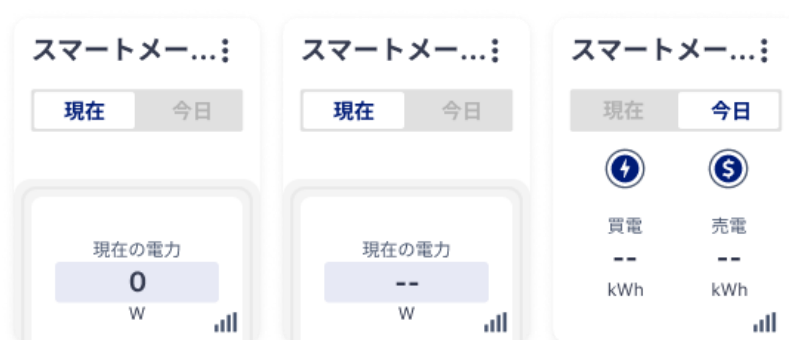 スマートメー...
現在 今日
現在の電力
0
W
スマートメー...
現在 今日
現在の電力
--
W
スマートメー...
現在 今日
買電 売電
-- --
kWh kWh